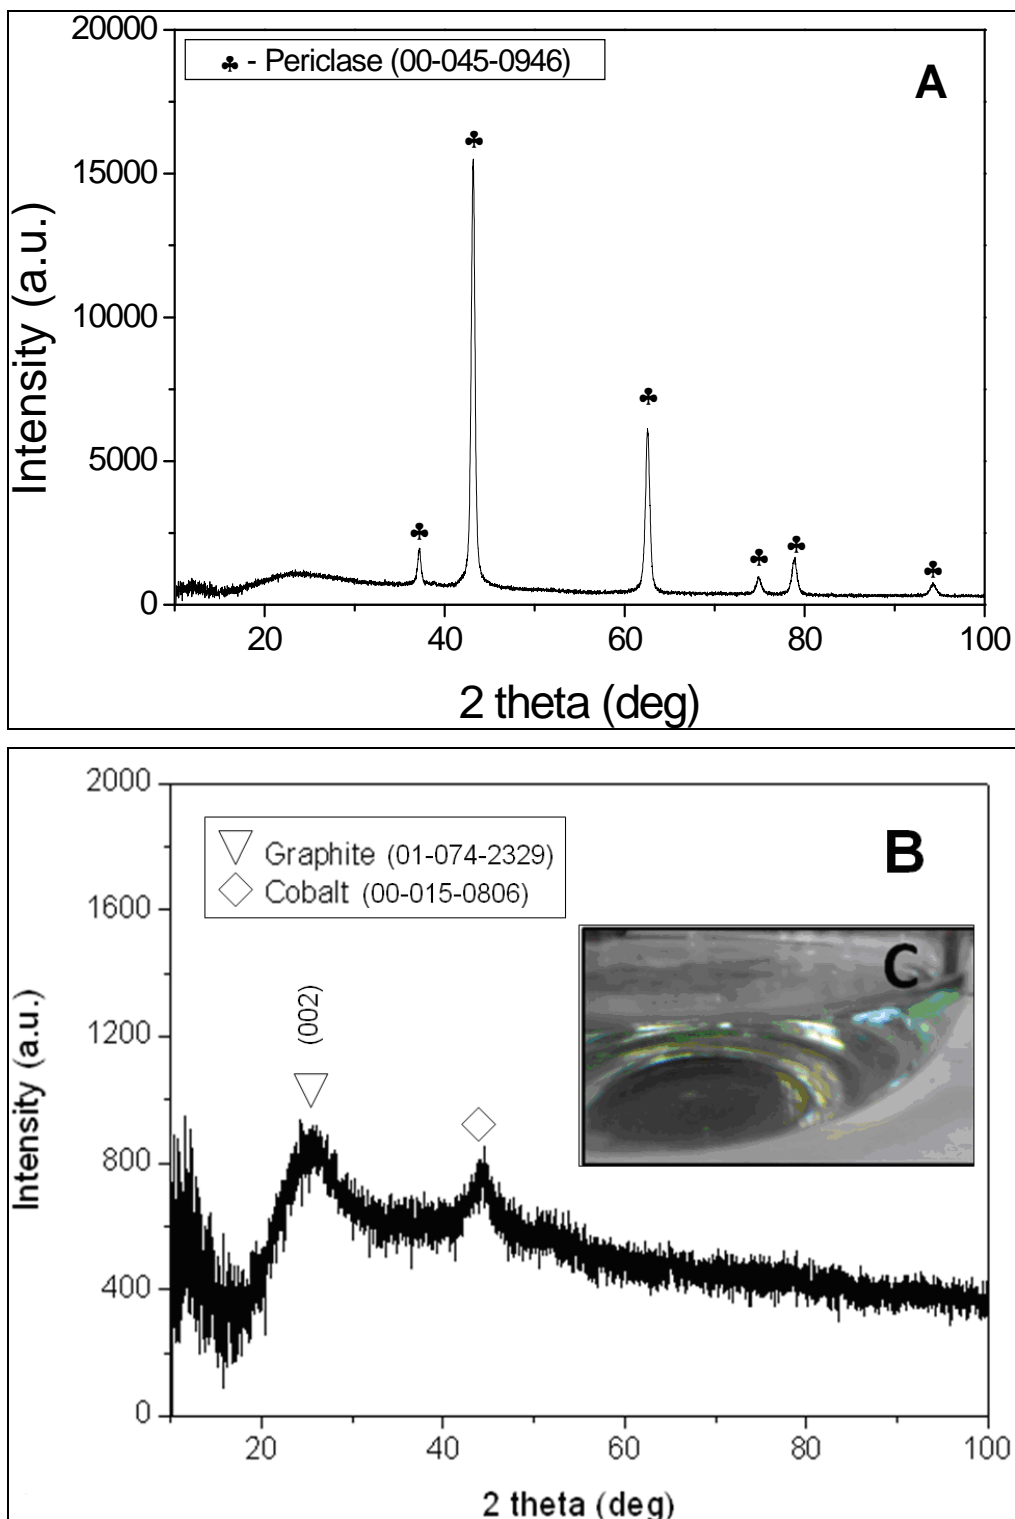 20000
♣ - Periclase (00-045-0946)
A
15000
10000
5000
0
Intensity (a.u.)
20 40 60 80 100
2 theta (deg)
2000
Graphite (01-074-2329)
Cobalt (00-015-0806)
B
1600
C
(002)
1200
800
400
0
Intensity (a.u.)
20 40 60 80 100
2 theta (deg)